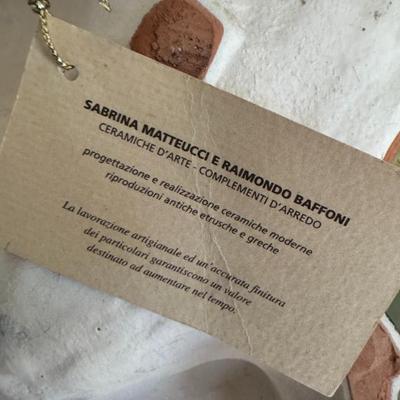 SABRINA MATTEUCCI E RAIMONDO BAFFONI
CERAMICHE D'ARTE - COMPLEMENTI D'ARREDO
progettazione e realizzazione ceramiche moderne
riproduzioni antiche etrusche e greche
La lavorazione artigianale ed un'accurata finitura
dei particolari garantiscono un valore
destinato ad aumentare nel tempo.